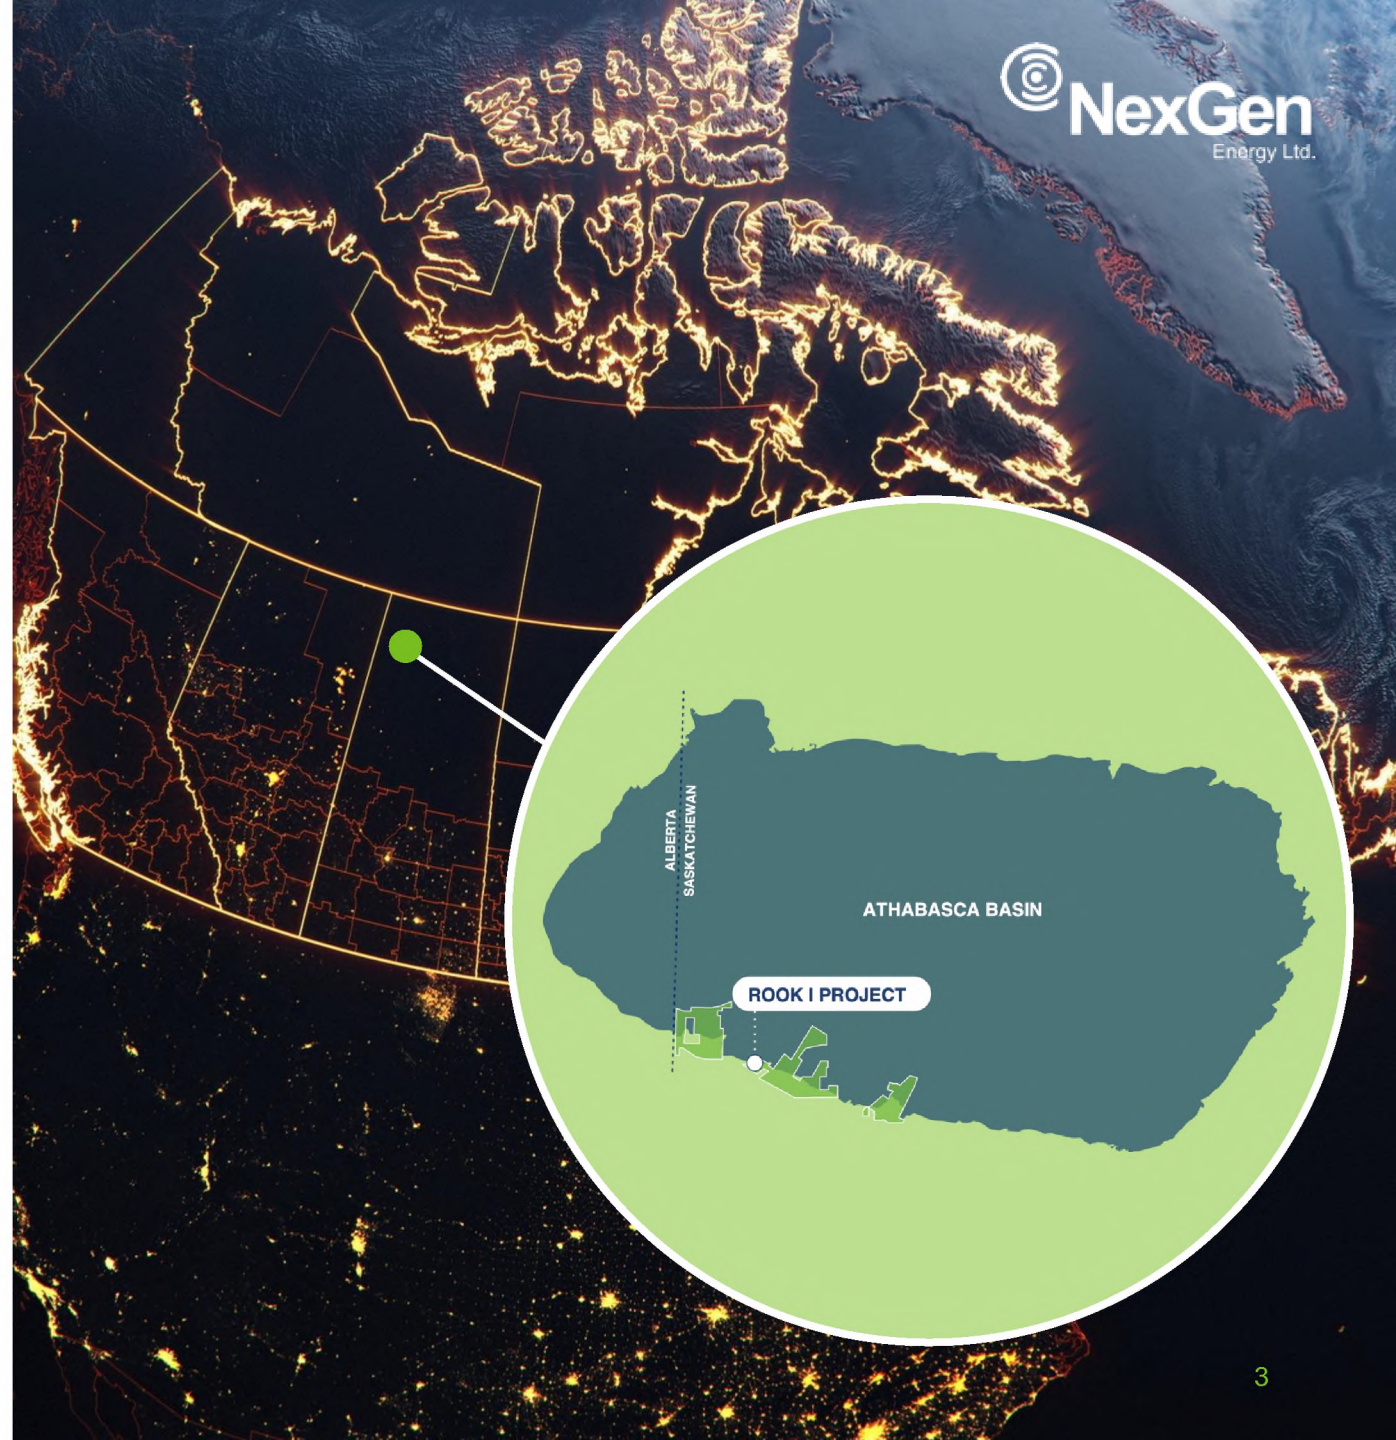 NexGen
Energy Ltd.
ALBERTA
SASKATCHEWAN
ATHABASCA BASIN
ROOK I PROJECT
3